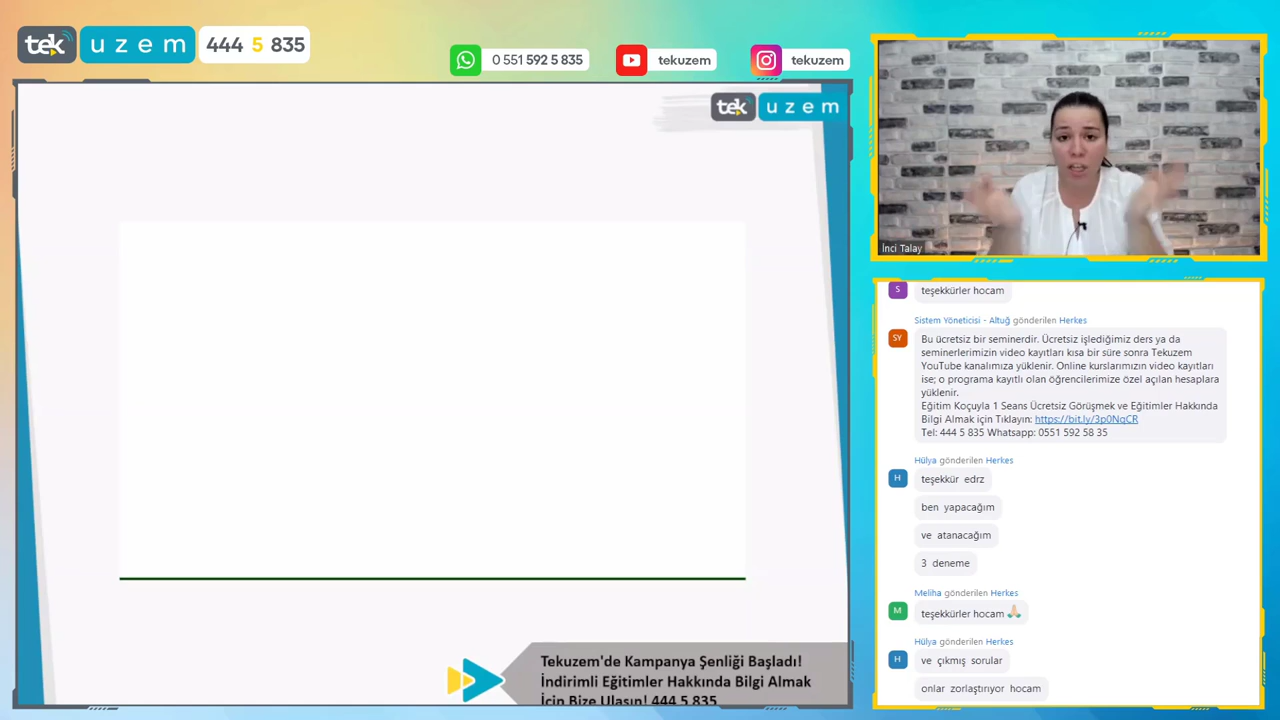 tek uzem 444 5 835
0 551 592 5 835
tekuzem
tekuzem
tek uzem
İnci Talay
S
teşekkürler hocam
Sistem Yöneticisi - Altuğ gönderilen Herkes
SY
Bu ücretsiz bir seminerdir. Ücretsiz işlediğimiz ders ya da
seminerlerimizin video kayıtları kısa bir süre sonra Tekuzem
YouTube kanalımıza yüklenir. Online kurslarımızın video kayıtları
ise; o programa kayıtlı olan öğrencilerimize özel açılan hesaplara
yüklenir.
Eğitim Koçuyla 1 Seans Ücretsiz Görüşmek ve Eğitimler Hakkında
Bilgi Almak için Tıklayın: https://bit.ly/3p0NqCR
Tel: 444 5 835 Whatsapp: 0551 592 58 35
Hülya gönderilen Herkes
H
teşekkür edrz
ben yapacağım
ve atanacağım
3 deneme
Meliha gönderilen Herkes
M
teşekkürler hocam 🙏🏻
Hülya gönderilen Herkes
H
ve çıkmış sorular
onlar zorlaştırıyor hocam
Tekuzem'de Kampanya Şenliği Başladı!
İndirimli Eğitimler Hakkında Bilgi Almak
İçin Bize Ulaşın! 444 5 835